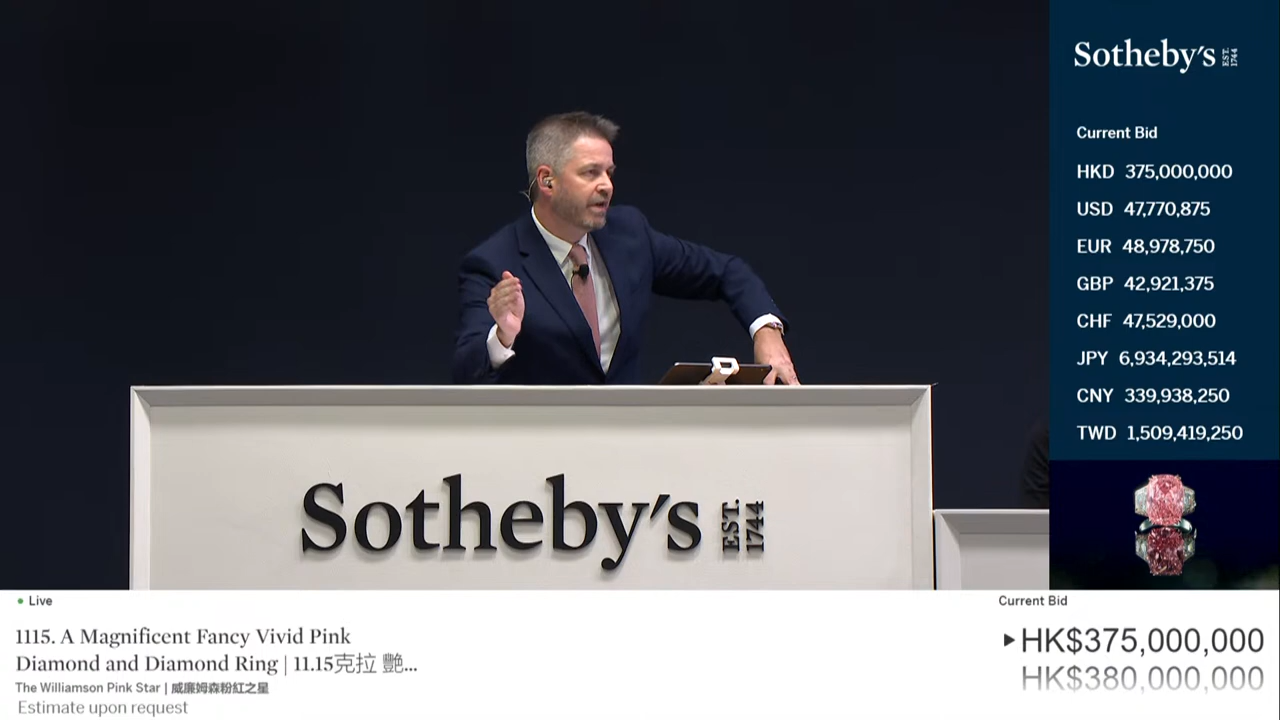 Sotheby's EST. 1744
Current Bid
HKD 375,000,000
USD 47,770,875
EUR 48,978,750
GBP 42,921,375
CHF 47,529,000
JPY 6,934,293,514
CNY 339,938,250
TWD 1,509,419,250
Sotheby's EST. 1744
Live
1115. A Magnificent Fancy Vivid Pink
Diamond and Diamond Ring | 11.15克拉 艷...
The Williamson Pink Star | 威廉姆森粉紅之星
Estimate upon request
Current Bid
HK$375,000,000
HK$380,000,000